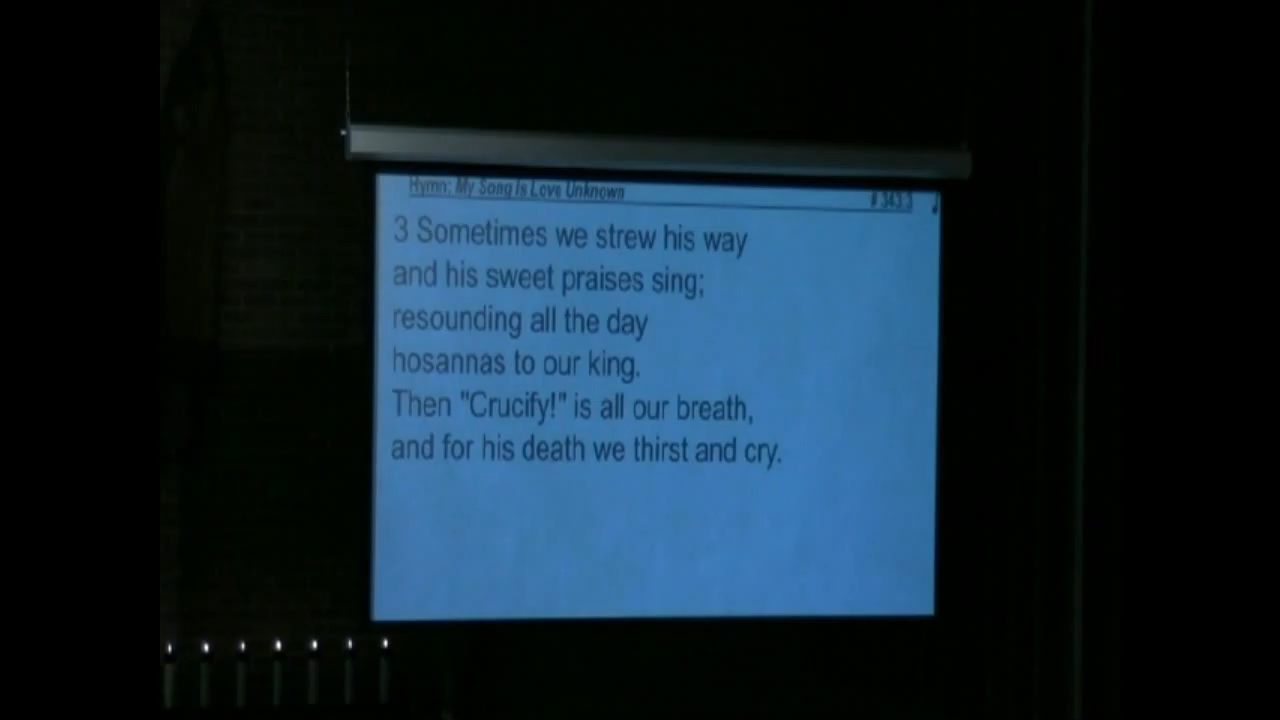 Hymn: My Song Is Love Unknown # 343:3
3 Sometimes we strew his way
and his sweet praises sing;
resounding all the day
hosannas to our king.
Then "Crucify!" is all our breath,
and for his death we thirst and cry.